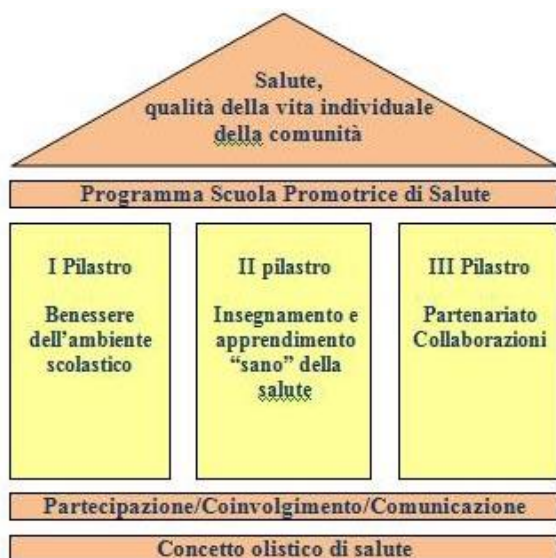 Salute,
qualità della vita individuale
della comunità
Programma Scuola Promotrice di Salute
I Pilastro
Benessere
dell’ambiente
scolastico
II pilastro
Insegnamento e
apprendimento
“sano” della
salute
III Pilastro
Partenariato
Collaborazioni
Partecipazione/Coinvolgimento/Comunicazione
Concetto olistico di salute